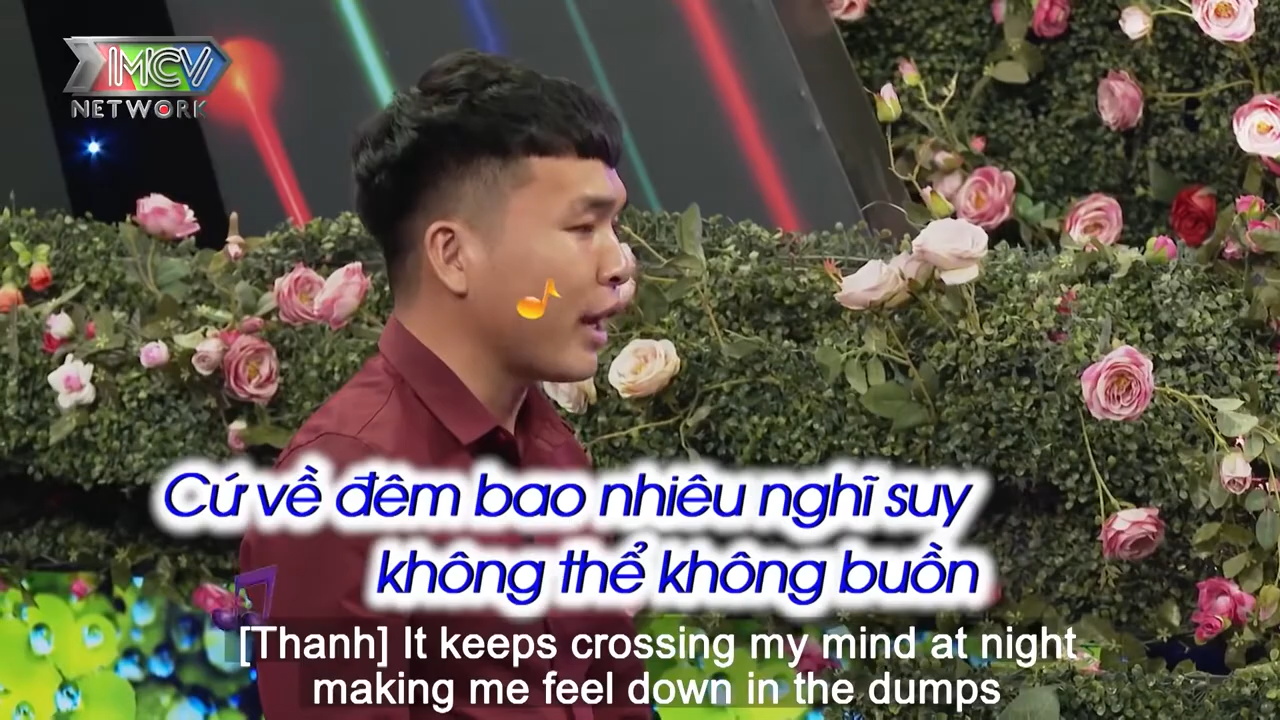 MCV
NETWORK
Cứ về đêm bao nhiêu nghĩ suy
không thể không buồn
[Thanh] It keeps crossing my mind at night
making me feel down in the dumps